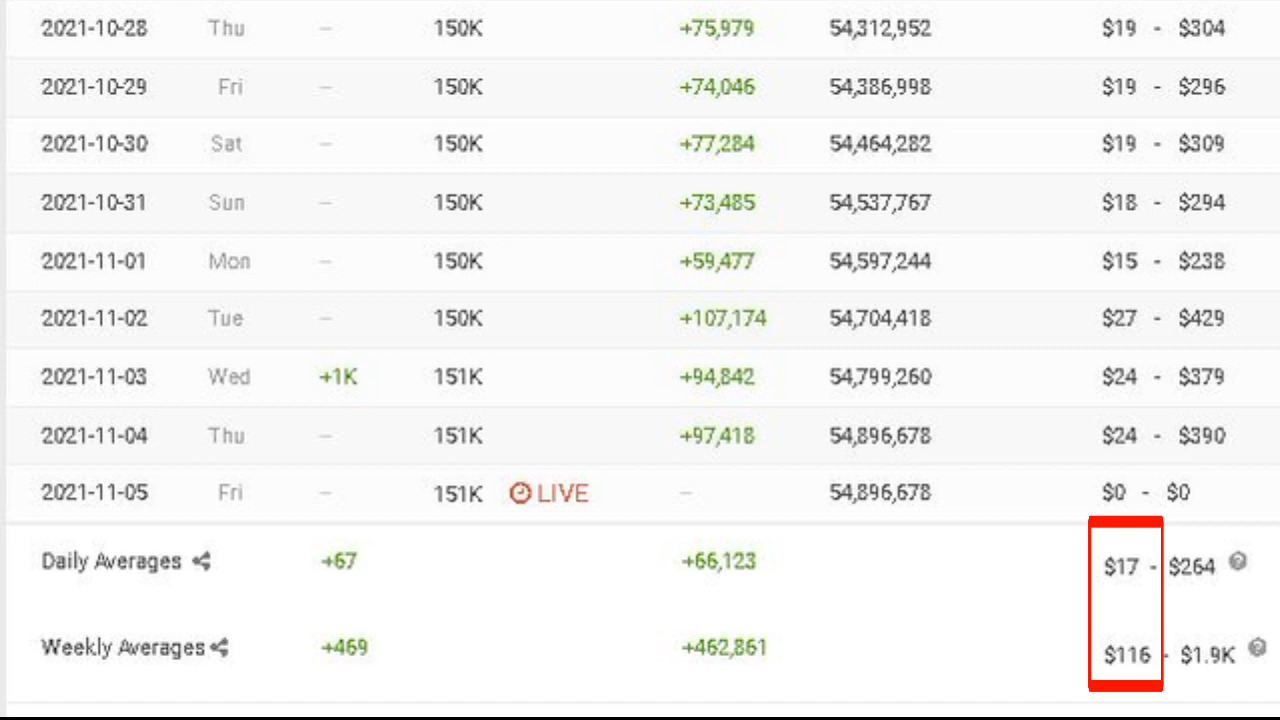 2021-10-28 Thu – 150K +75,979 54,312,952 $19 - $304
2021-10-29 Fri – 150K +74,046 54,386,998 $19 - $296
2021-10-30 Sat – 150K +77,284 54,464,282 $19 - $309
2021-10-31 Sun – 150K +73,485 54,537,767 $18 - $294
2021-11-01 Mon – 150K +59,477 54,597,244 $15 - $238
2021-11-02 Tue – 150K +107,174 54,704,418 $27 - $429
2021-11-03 Wed +1K 151K +94,842 54,799,260 $24 - $379
2021-11-04 Thu – 151K +97,418 54,896,678 $24 - $390
2021-11-05 Fri – 151K LIVE – 54,896,678 $0 - $0
Daily Averages +67 +66,123 $17 - $264
Weekly Averages +469 +462,861 $116 - $1.9K